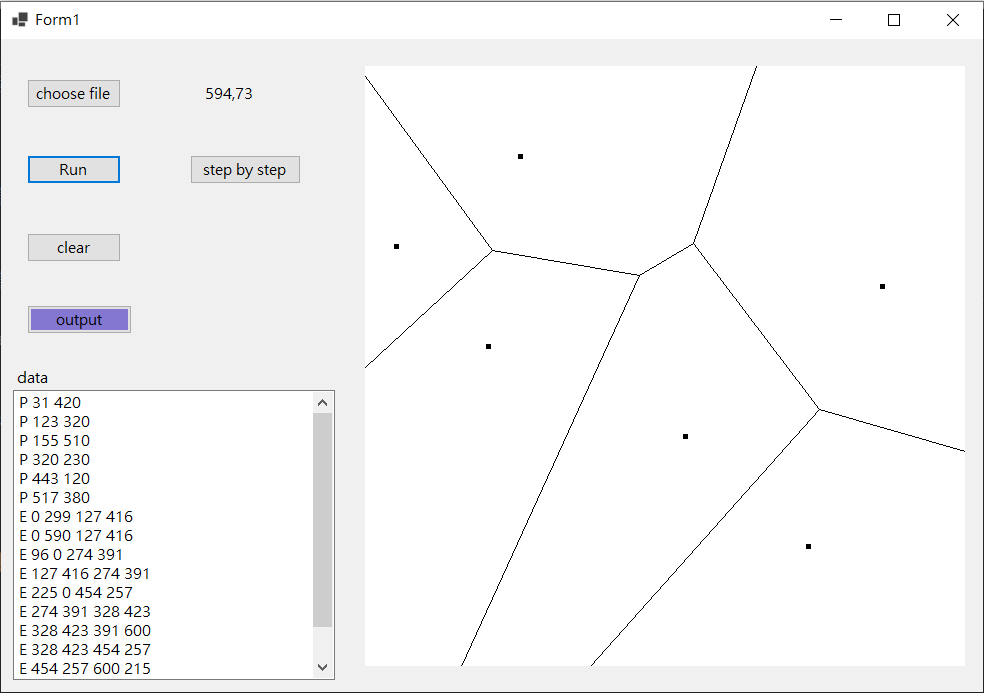 Form1
choose file
594,73
Run
step by step
clear
output
data
P 31 420
P 123 320
P 155 510
P 320 230
P 443 120
P 517 380
E 0 299 127 416
E 0 590 127 416
E 96 0 274 391
E 127 416 274 391
E 225 0 454 257
E 274 391 328 423
E 328 423 391 600
E 328 423 454 257
E 454 257 600 215